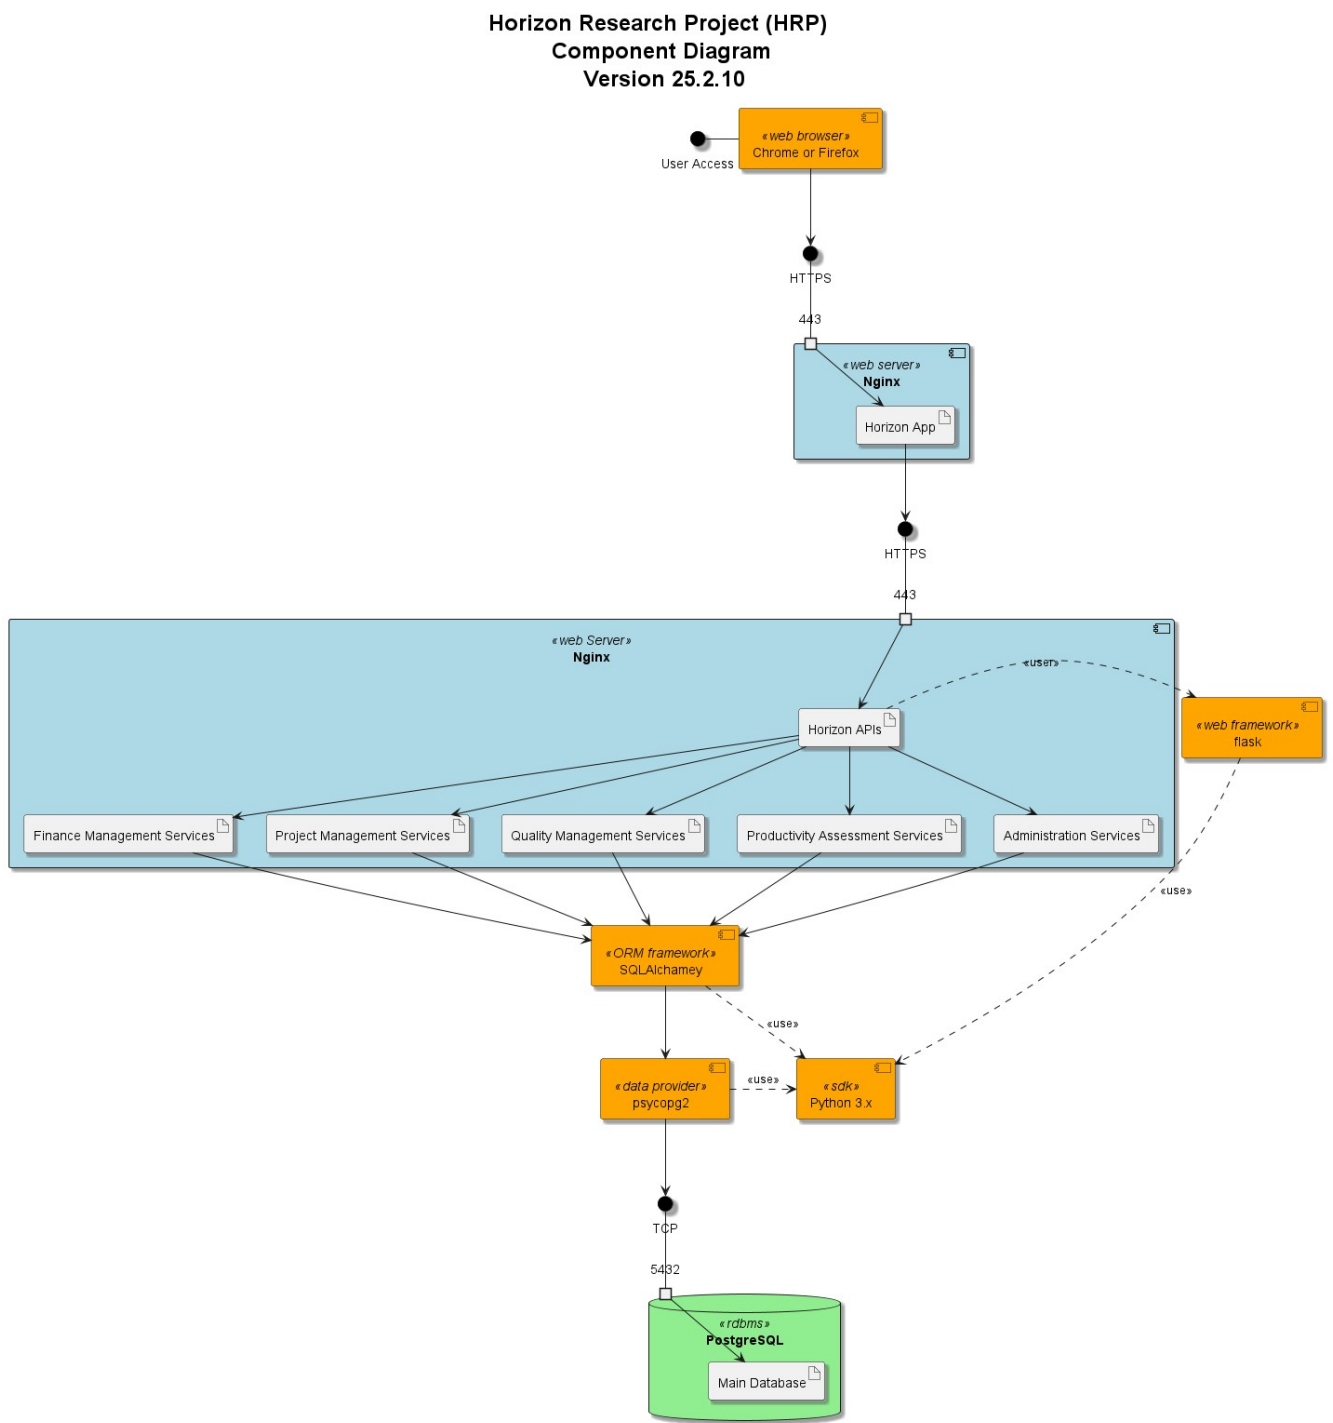 Horizon Research Project (HRP)
Component Diagram
Version 25.2.10
«web browser»
Chrome or Firefox
User Access
HTTPS
443
«web server»
Nginx
Horizon App
HTTPS
443
«web Server»
Nginx
«user»
Horizon APIs
«web framework»
flask
Finance Management Services
Project Management Services
Quality Management Services
Productivity Assessment Services
Administration Services
«use»
«ORM framework»
SQLAlchamey
«use»
«data provider»
psycopg2
«use»
«sdk»
Python 3.x
TCP
5432
«rdbms»
PostgreSQL
Main Database